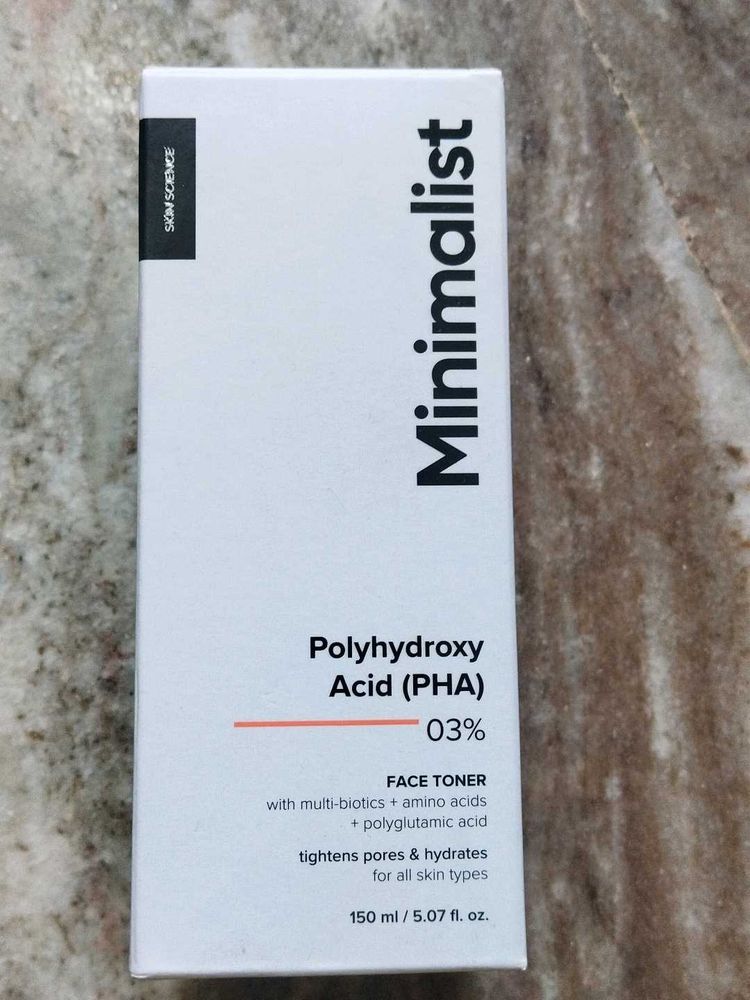 SKIN SCIENCE
Minimalist
Polyhydroxy
Acid (PHA)
03%
FACE TONER
with multi-biotics + amino acids
+ polyglutamic acid
tightens pores & hydrates
for all skin types
150 ml / 5.07 fl. oz.